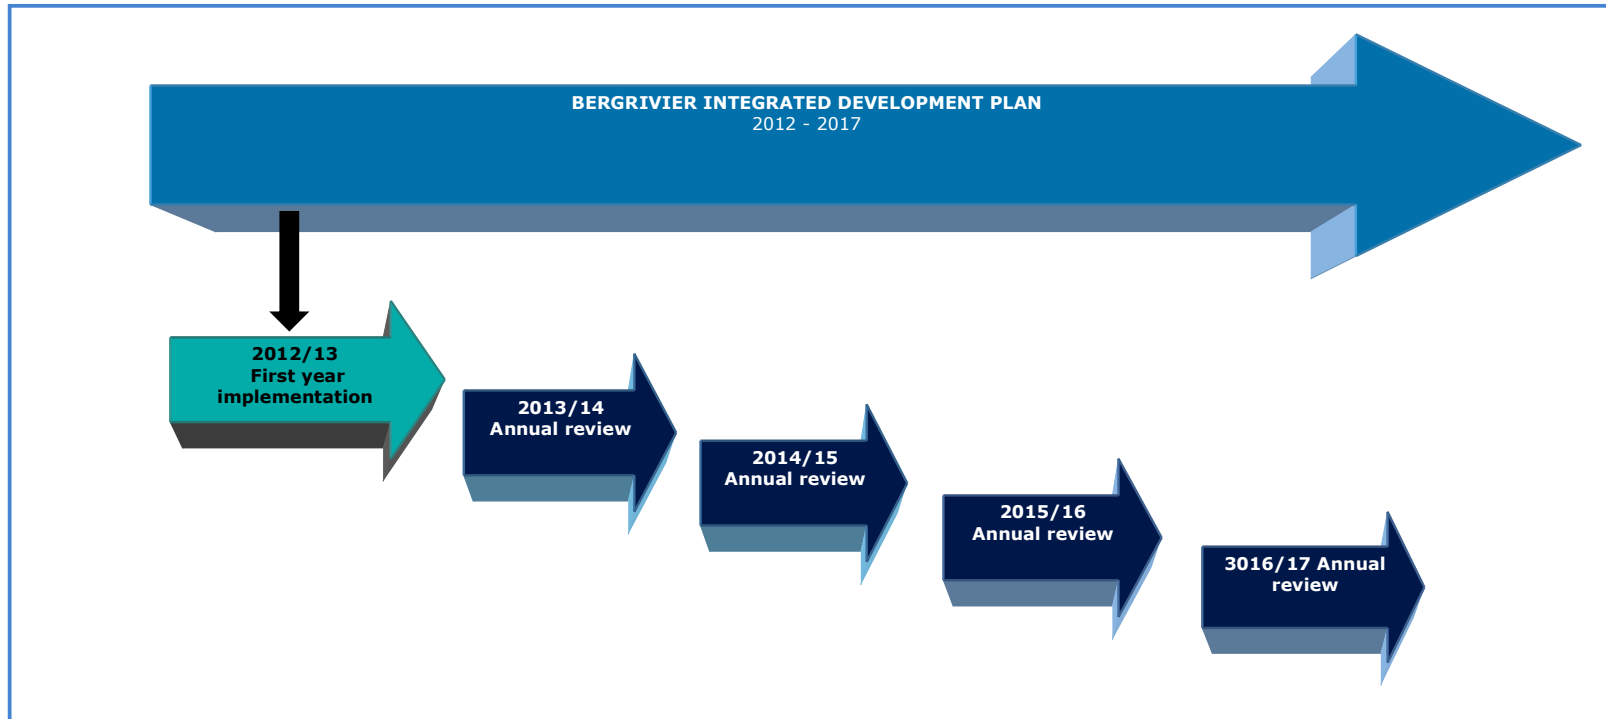 BERGRIVIER INTEGRATED DEVELOPMENT PLAN
2012 - 2017
2012/13
First year
implementation
2013/14
Annual review
2014/15
Annual review
2015/16
Annual review
3016/17 Annual
review